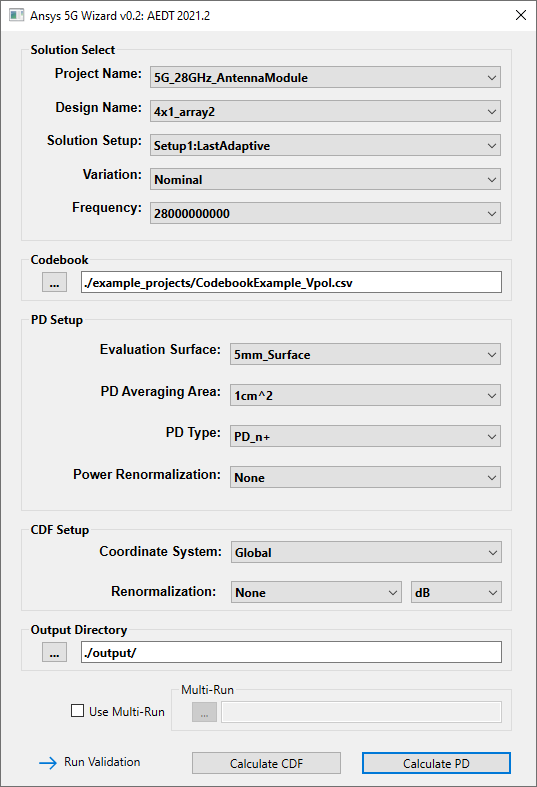 Ansys 5G Wizard v0.2: AEDT 2021.2
Solution Select
Project Name: 5G_28GHz_AntennaModule
Design Name: 4x1_array2
Solution Setup: Setup1:LastAdaptive
Variation: Nominal
Frequency: 28000000000
Codebook
... ./example_projects/CodebookExample_Vpol.csv
PD Setup
Evaluation Surface: 5mm_Surface
PD Averaging Area: 1cm^2
PD Type: PD_n+
Power Renormalization: None
CDF Setup
Coordinate System: Global
Renormalization: None dB
Output Directory
... ./output/
Multi-Run
Use Multi-Run ...
Run Validation Calculate CDF Calculate PD